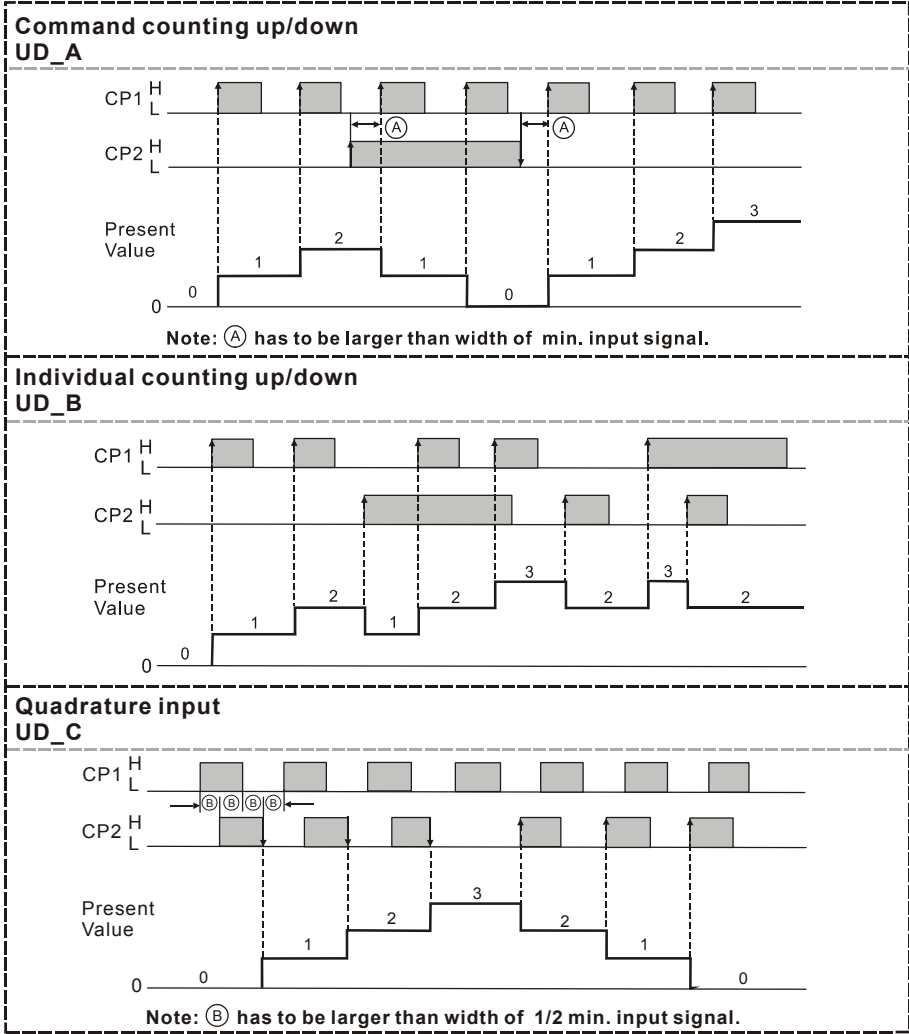 Command counting up/down
UD_A
CP1 H
L
Ⓐ Ⓐ
CP2 H
L
Present
Value
0 1 2 1 0 1 2 3
0
Note: Ⓐ has to be larger than width of min. input signal.
Individual counting up/down
UD_B
CP1 H
L
CP2 H
L
Present
Value
0 1 2 1 2 3 2 3 2
0
Quadrature input
UD_C
CP1 H
L
Ⓑ Ⓑ Ⓑ Ⓑ
CP2 H
L
Present
Value
0 1 2 3 2 1 0
0
Note: Ⓑ has to be larger than width of 1/2 min. input signal.